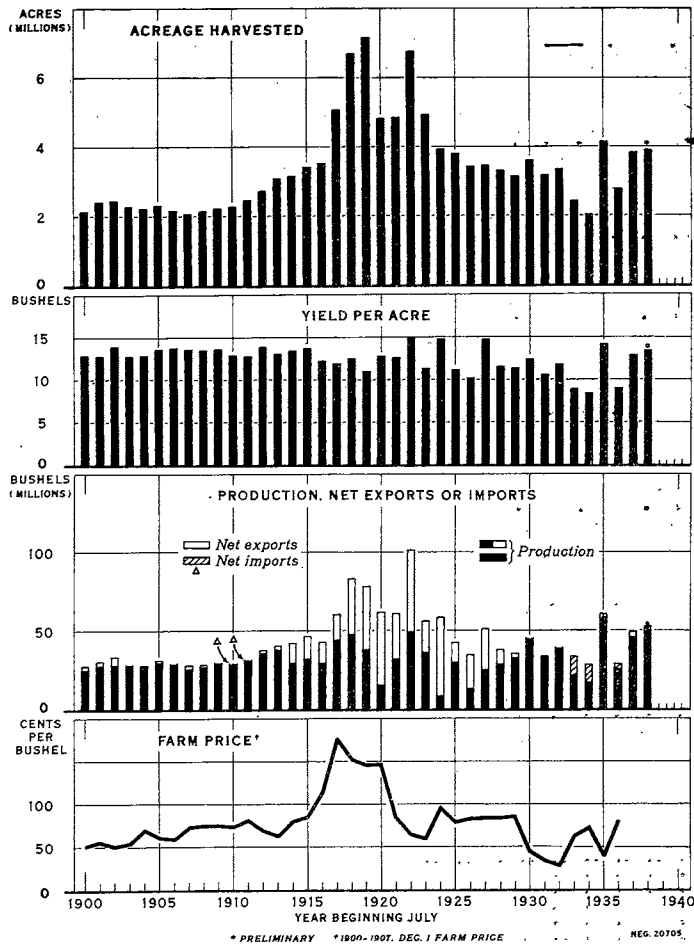 ACRES
(MILLIONS)
ACREAGE HARVESTED
6
4
2
0
BUSHELS
YIELD PER ACRE
15
10
5
0
BUSHELS
(MILLIONS)
PRODUCTION, NET EXPORTS OR IMPORTS
Net exports
Net imports
Production
100
50
0
CENTS
PER
BUSHEL
FARM PRICE†
100
50
0
1900 1905 1910 1915 1920 1925 1930 1935 1940
YEAR BEGINNING JULY
* PRELIMINARY †1900-1907, DEC. 1 FARM PRICE
NEG. 20705